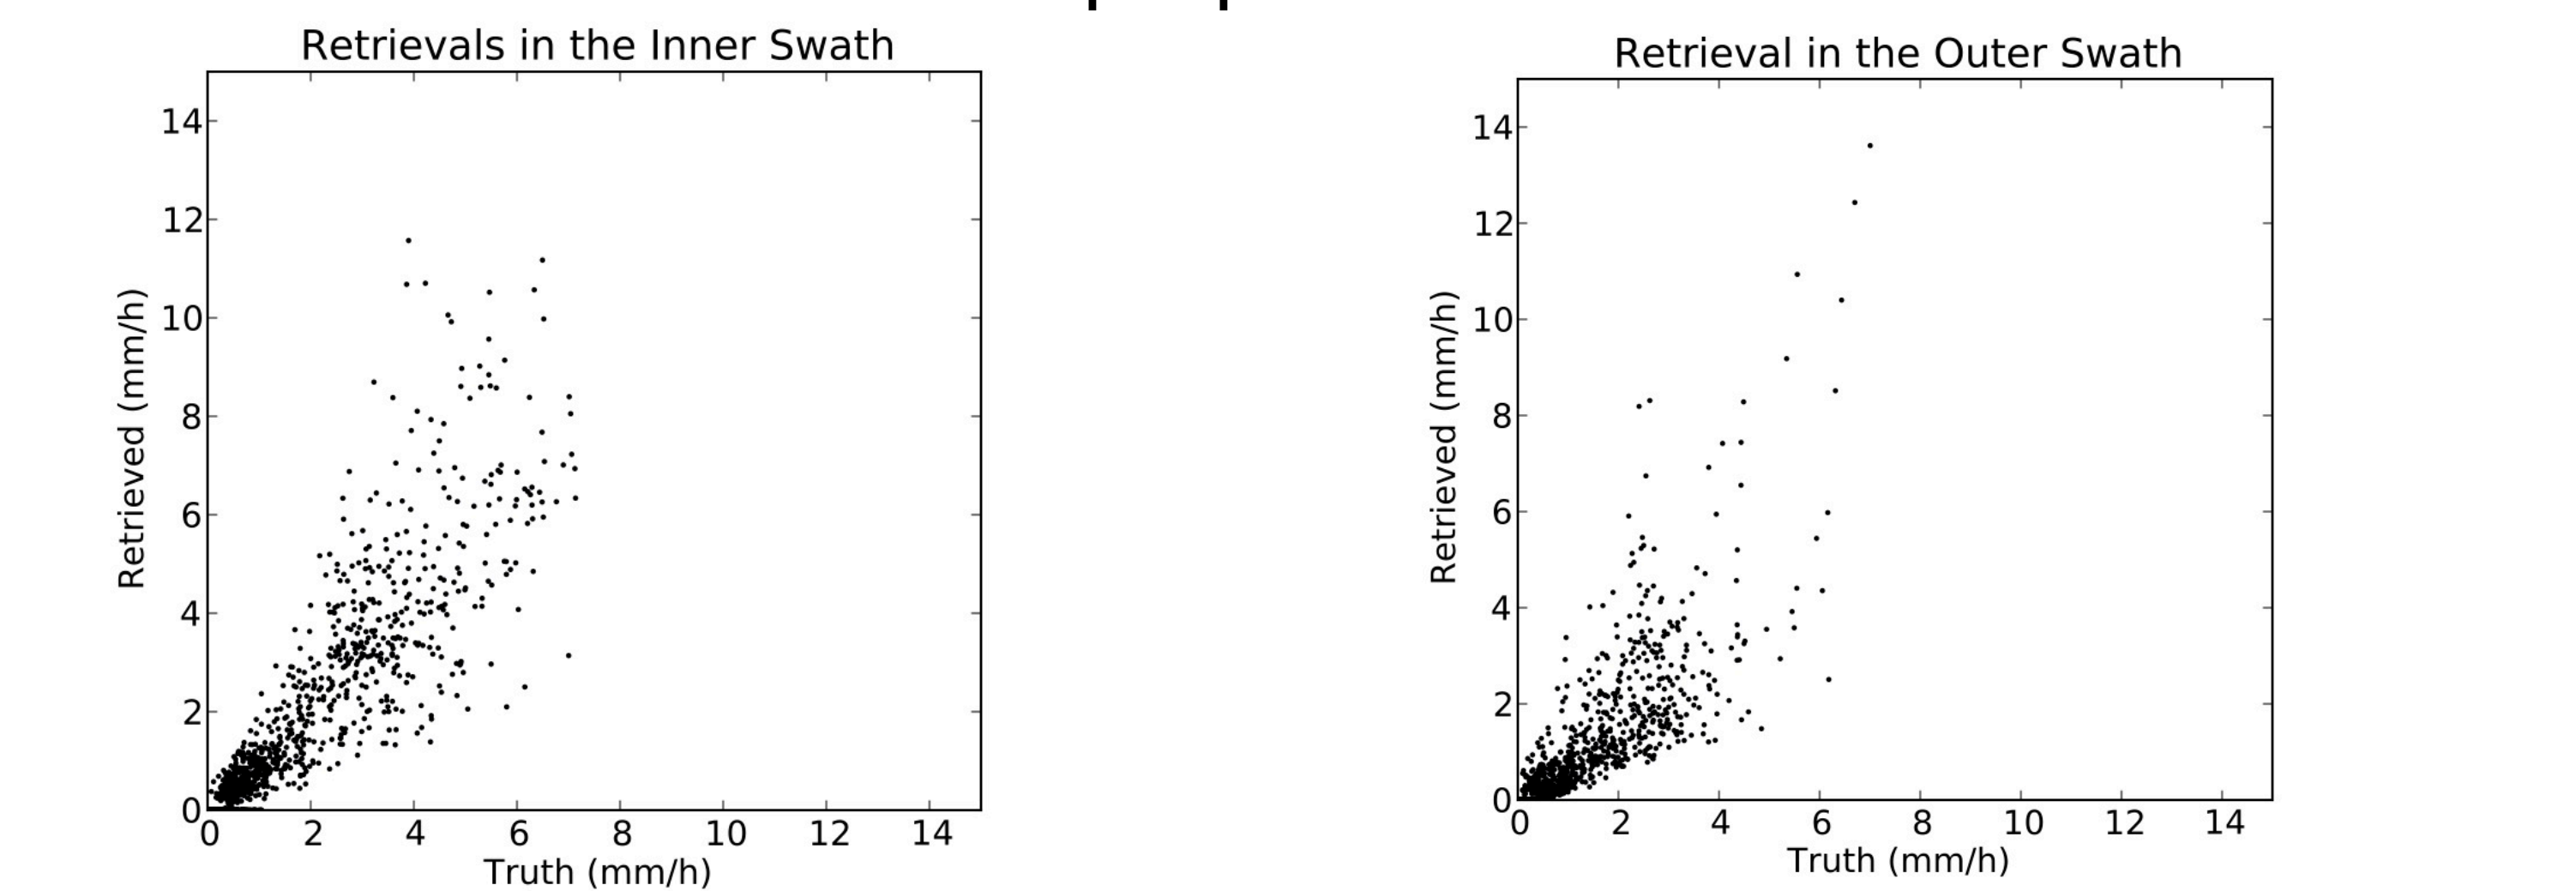 Retrievals in the Inner Swath
14
12
10
8
6
4
2
0
Retrieved (mm/h)
0 2 4 6 8 10 12 14
Truth (mm/h)
Retrieval in the Outer Swath
14
12
10
8
6
4
2
0
Retrieved (mm/h)
0 2 4 6 8 10 12 14
Truth (mm/h)